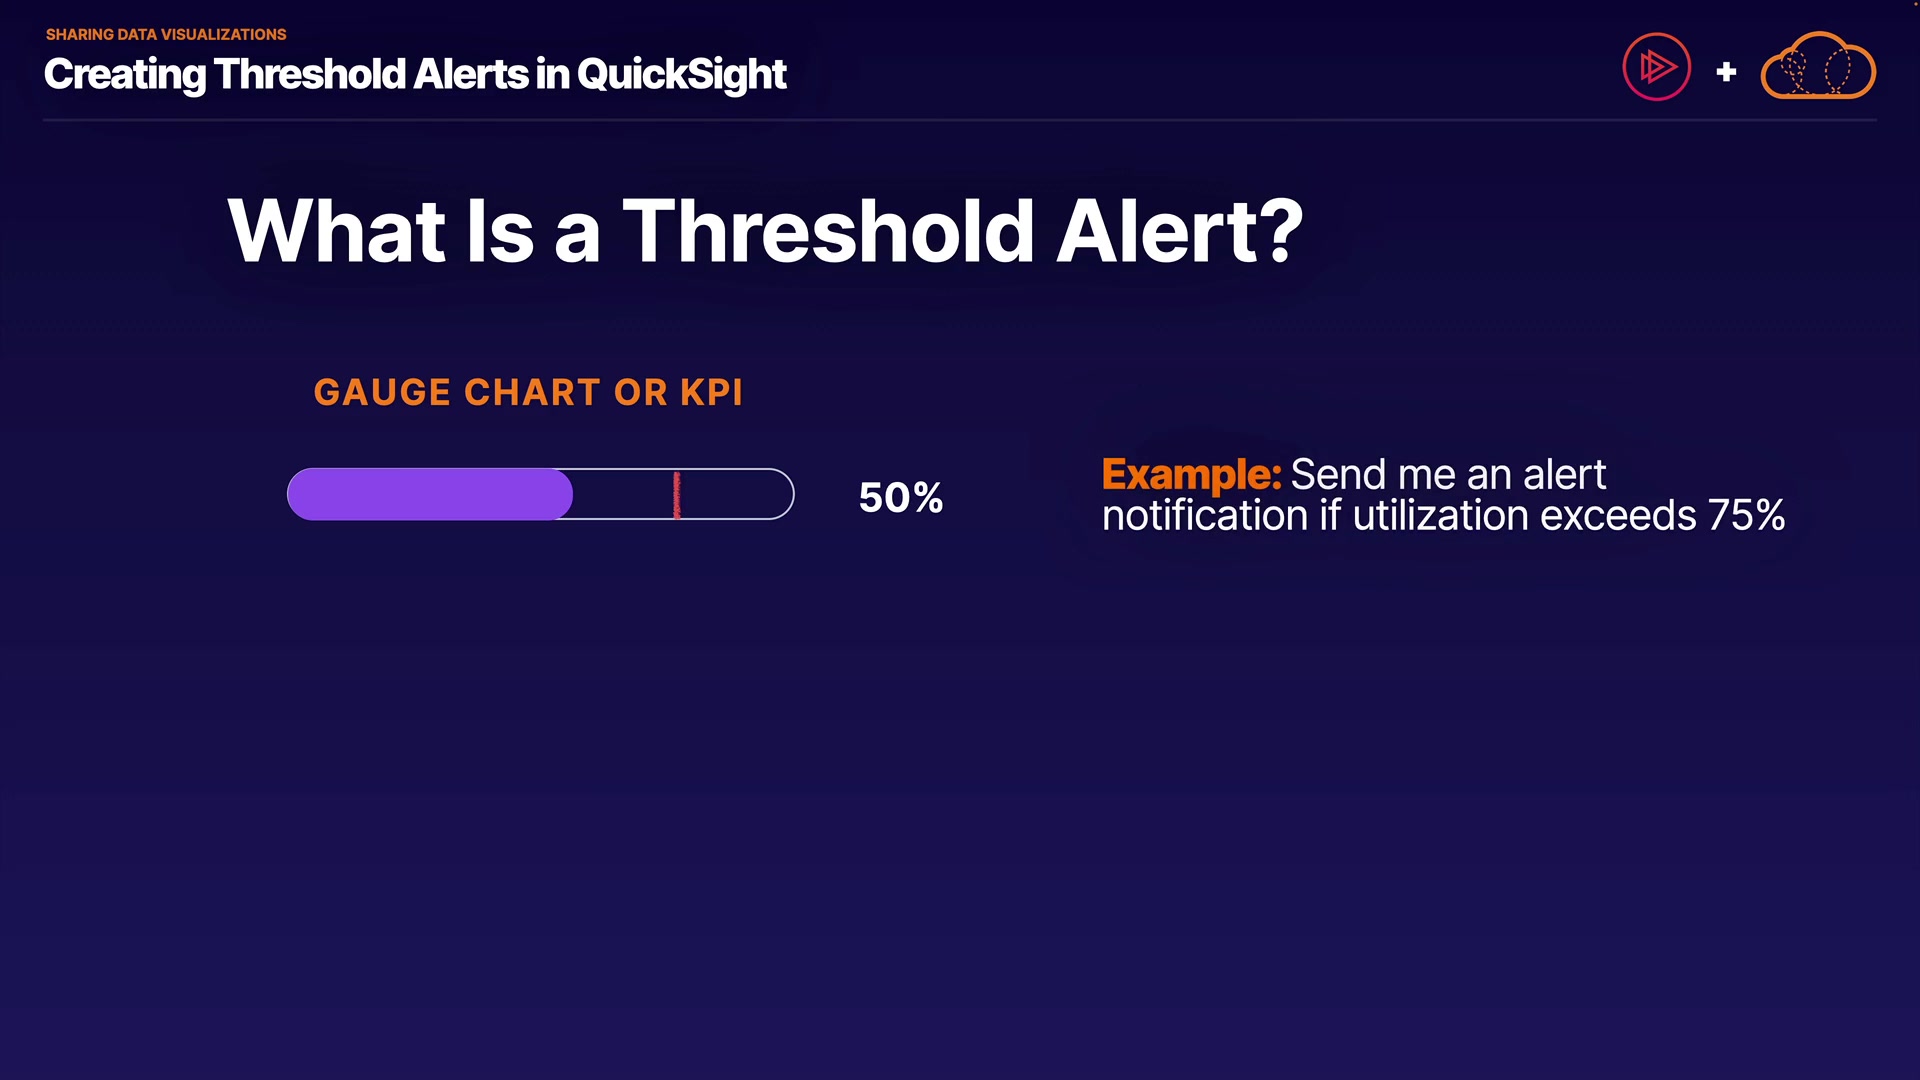 SHARING DATA VISUALIZATIONS
Creating Threshold Alerts in QuickSight
What Is a Threshold Alert?
GAUGE CHART OR KPI
50%
Example: Send me an alert
notification if utilization exceeds 75%